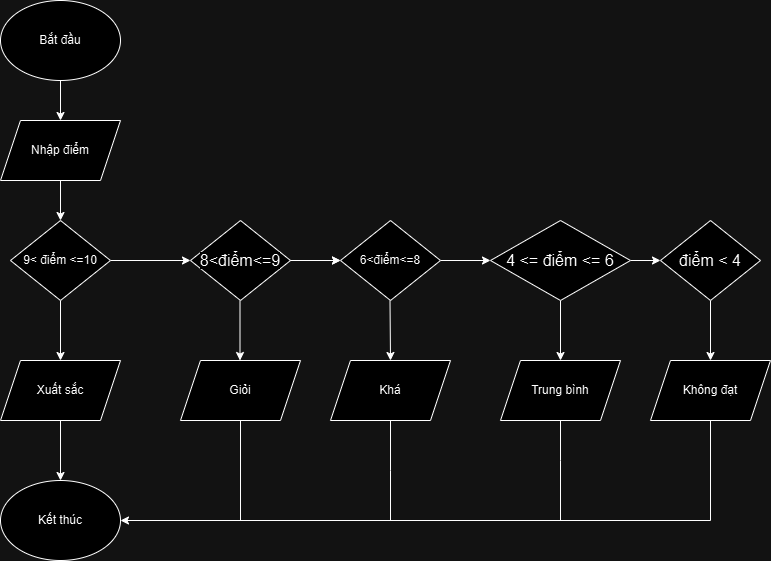 Bắt đầu
Nhập điểm
9< điểm <=10
8<điểm<=9
6<điểm<=8
4 <= điểm <= 6
điểm < 4
Xuất sắc
Giỏi
Khá
Trung bình
Không đạt
Kết thúc